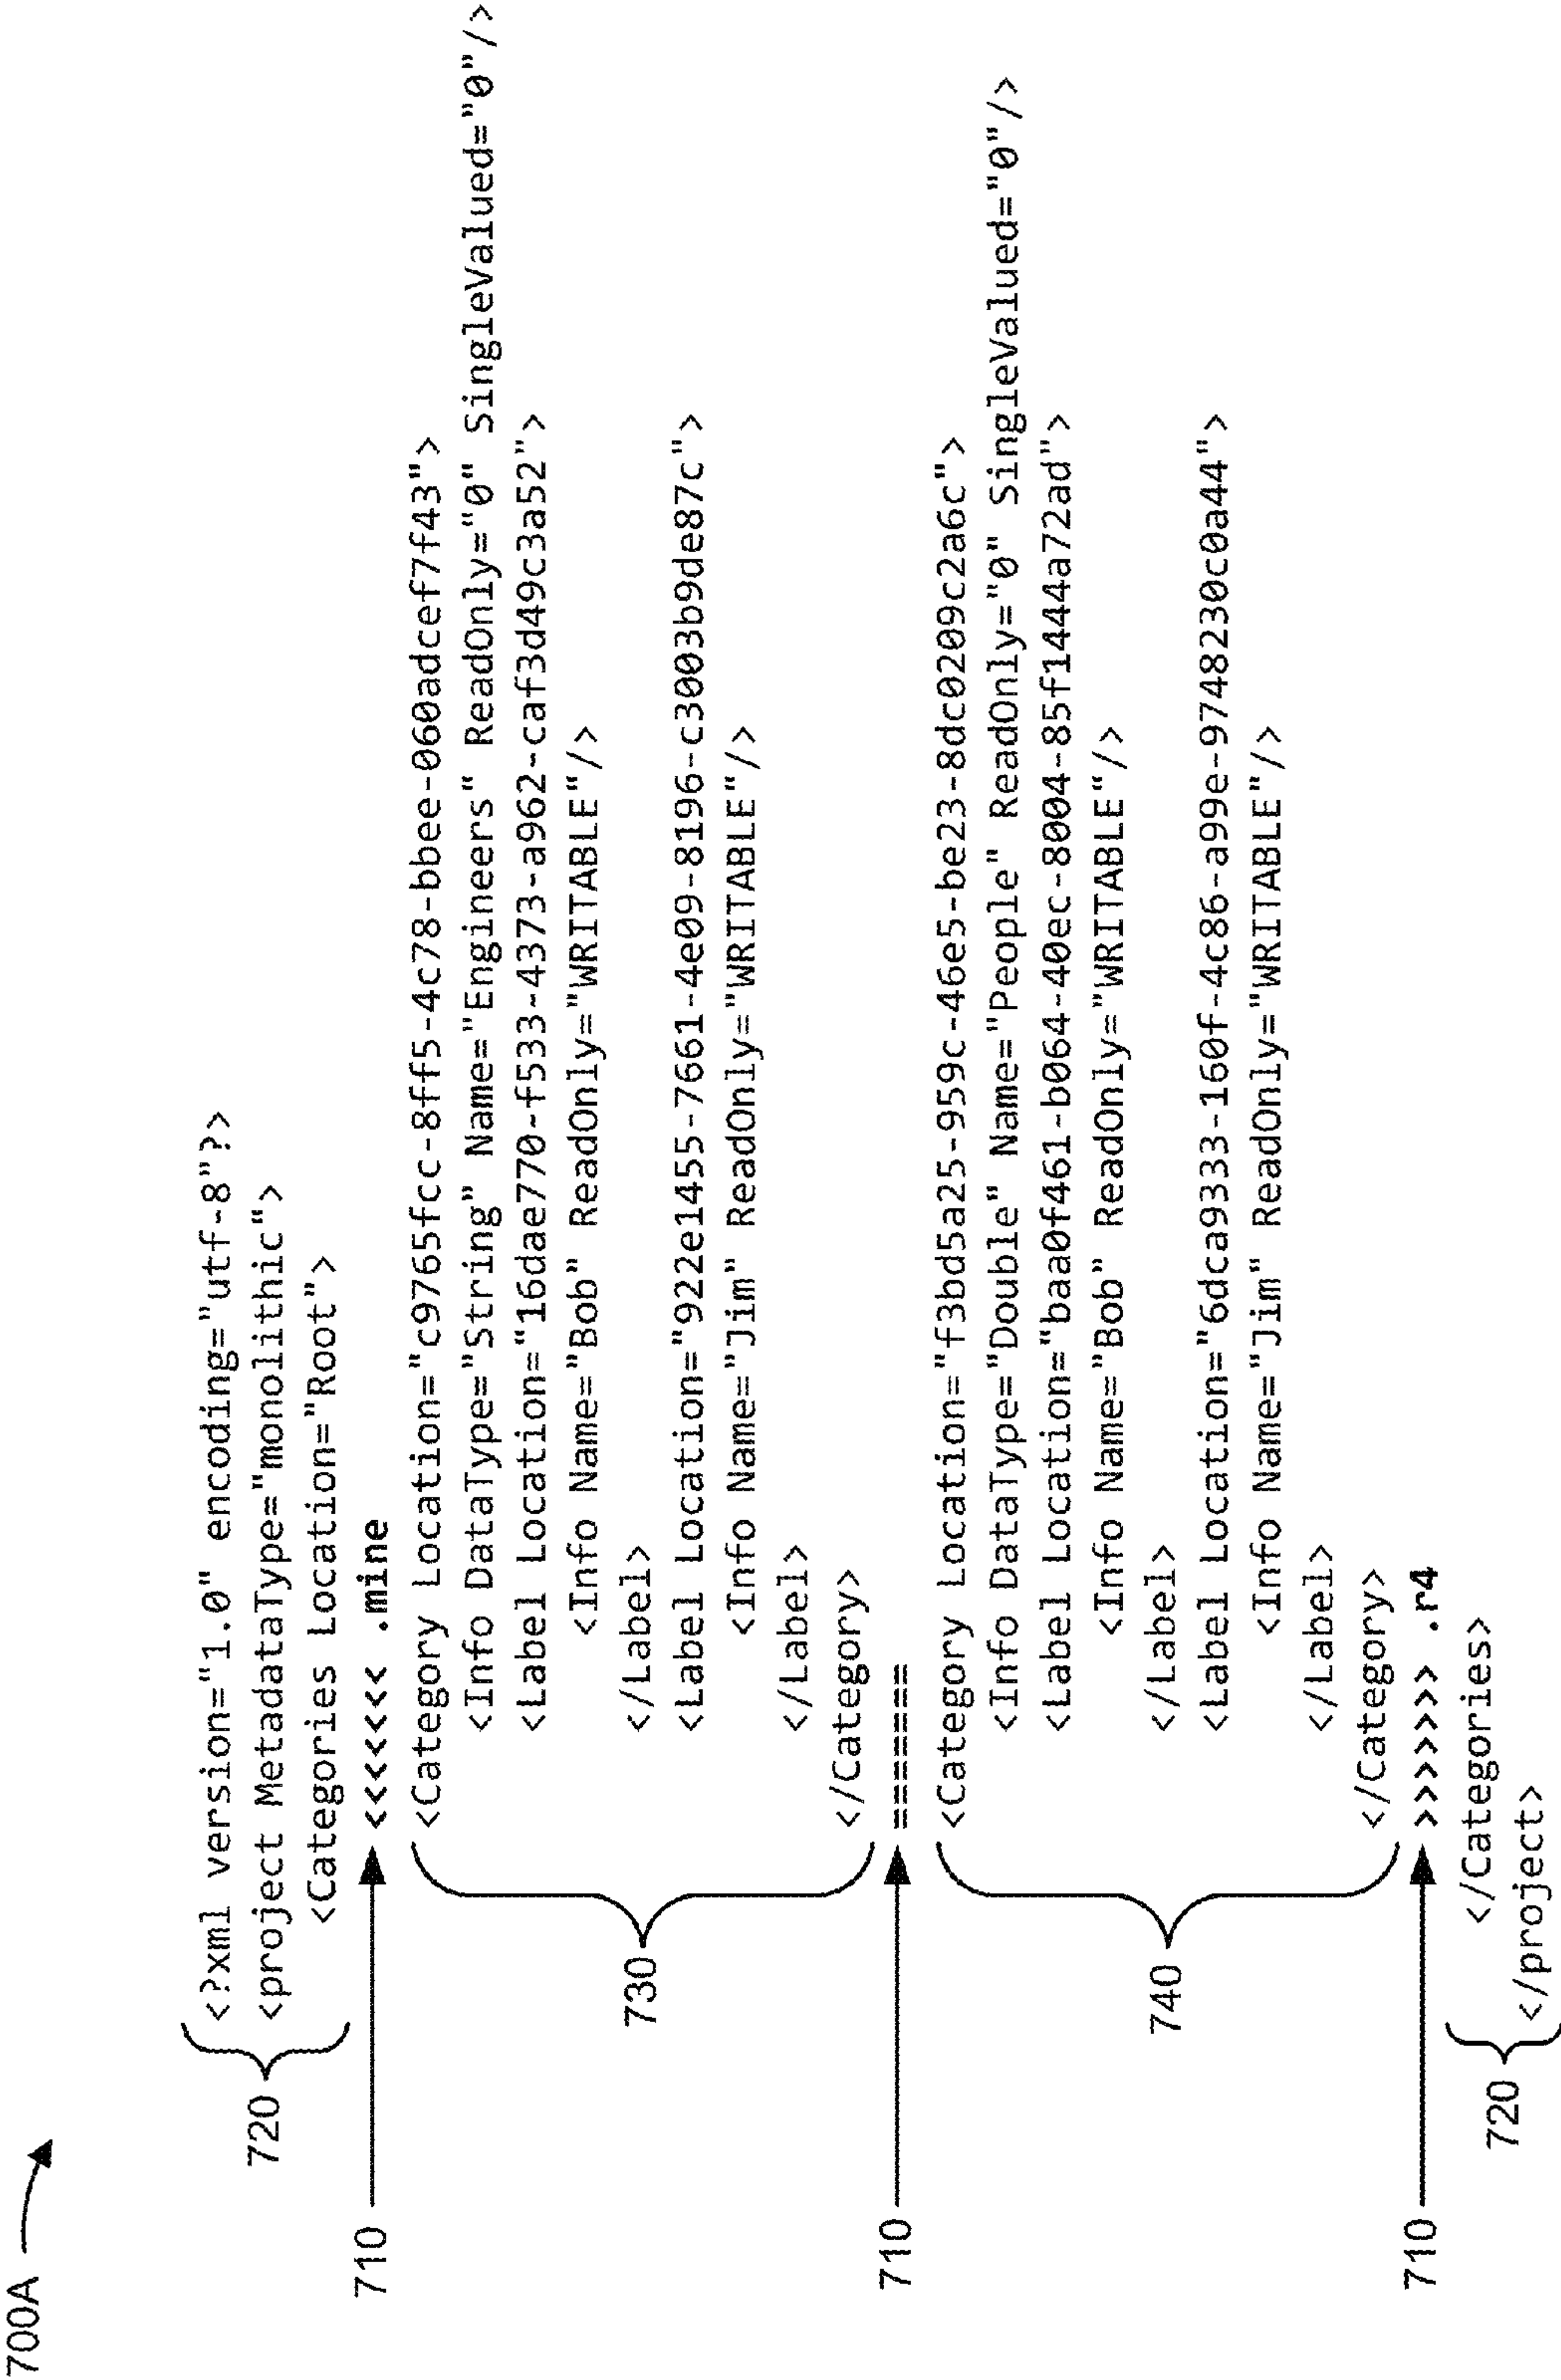 700A
720
<?xml version="1.0" encoding="utf-8"?>
<project MetadataType="monolithic">
<Categories Location="Root">
710
<<<<<<< .mine
730
<Category Location="c9765fcc-8ff5-4c78-bbee-060adcef7f43">
<Info DataType="String" Name="Engineers" ReadOnly="0" SingleValued="0"/>
<Label Location="16dae770-f533-4373-a962-caf3d49c3a52">
<Info Name="Bob" ReadOnly="WRITABLE"/>
</Label>
<Label Location="922e1455-7661-4e09-8196-c3003b9de87c">
<Info Name="Jim" ReadOnly="WRITABLE"/>
</Label>
</Category>
710
=======
740
<Category Location="f3bd5a25-959c-46e5-be23-8dc0209c2a6c">
<Info DataType="Double" Name="People" ReadOnly="0" SingleValued="0"/>
<Label Location="baa0f461-b064-40ec-8004-85f1444a72ad">
<Info Name="Bob" ReadOnly="WRITABLE"/>
</Label>
<Label Location="6dca9333-160f-4c86-a99e-9748230c0a44">
<Info Name="Jim" ReadOnly="WRITABLE"/>
</Label>
</Category>
710
>>>>>>> .r4
720
</Categories>
</project>